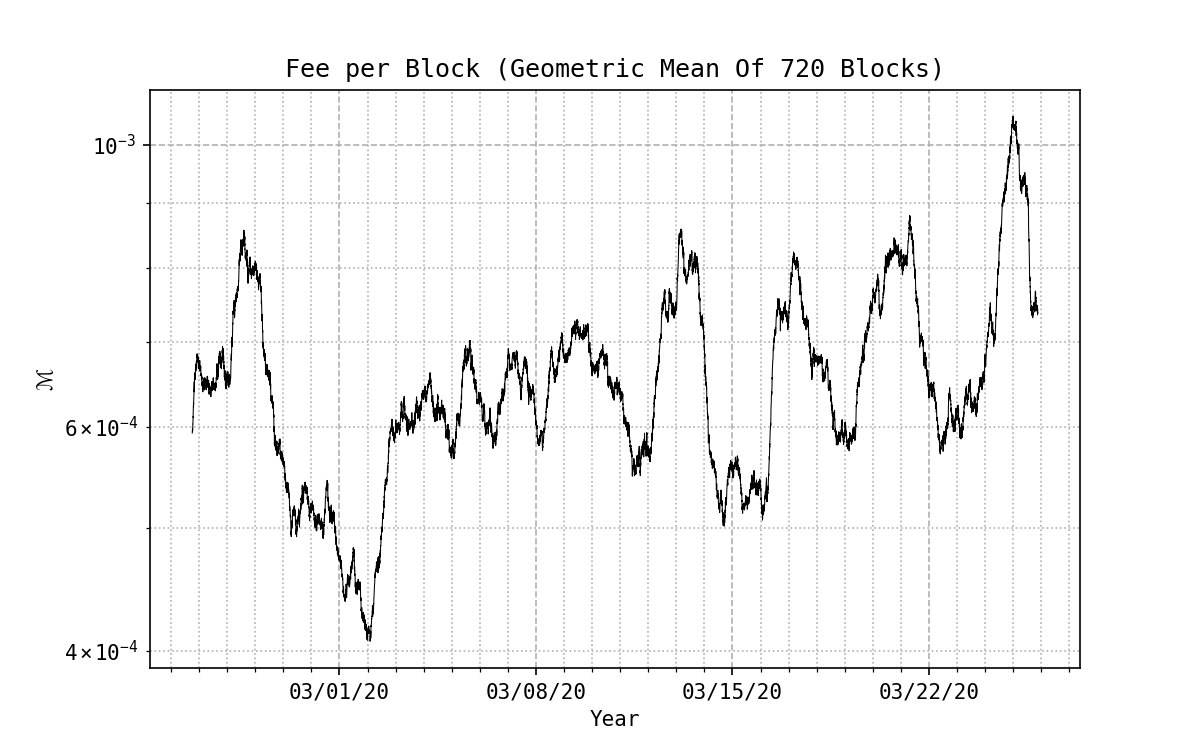 Fee per Block (Geometric Mean Of 720 Blocks)
10⁻³
ℳ
6×10⁻⁴
4×10⁻⁴
03/01/20 03/08/20 03/15/20 03/22/20
Year